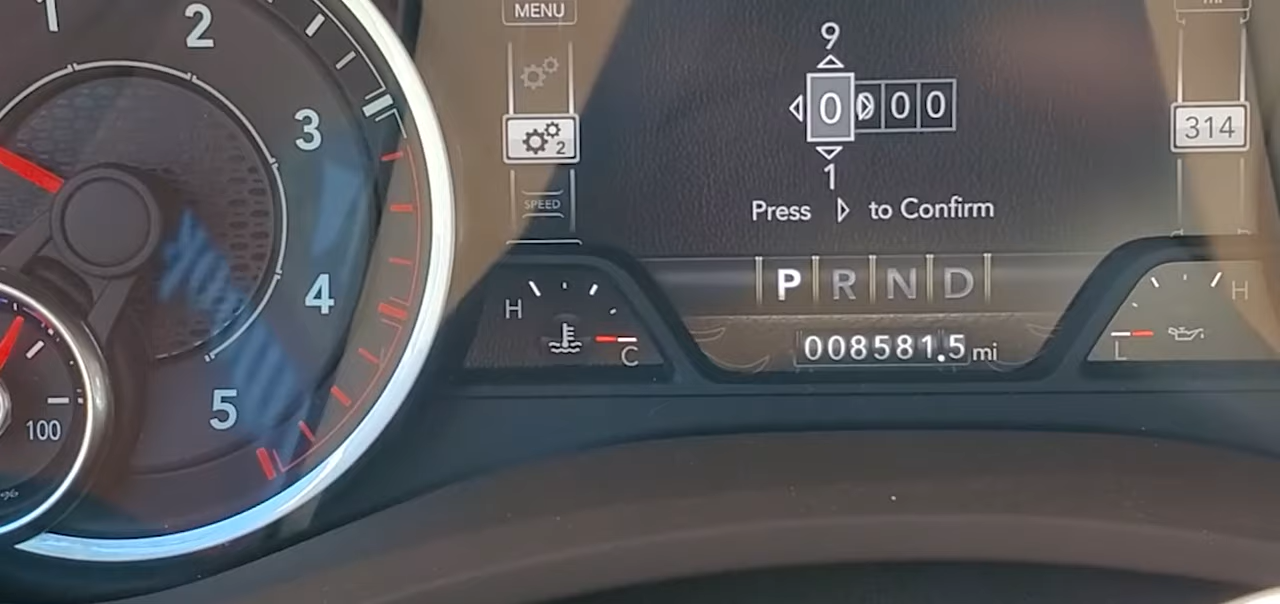 1
2
3
4
5
100
MENU
2
SPEED
9
0 0 0 0
1
Press ▷ to Confirm
314
P R N D
008581.5 mi
H
C
H
L